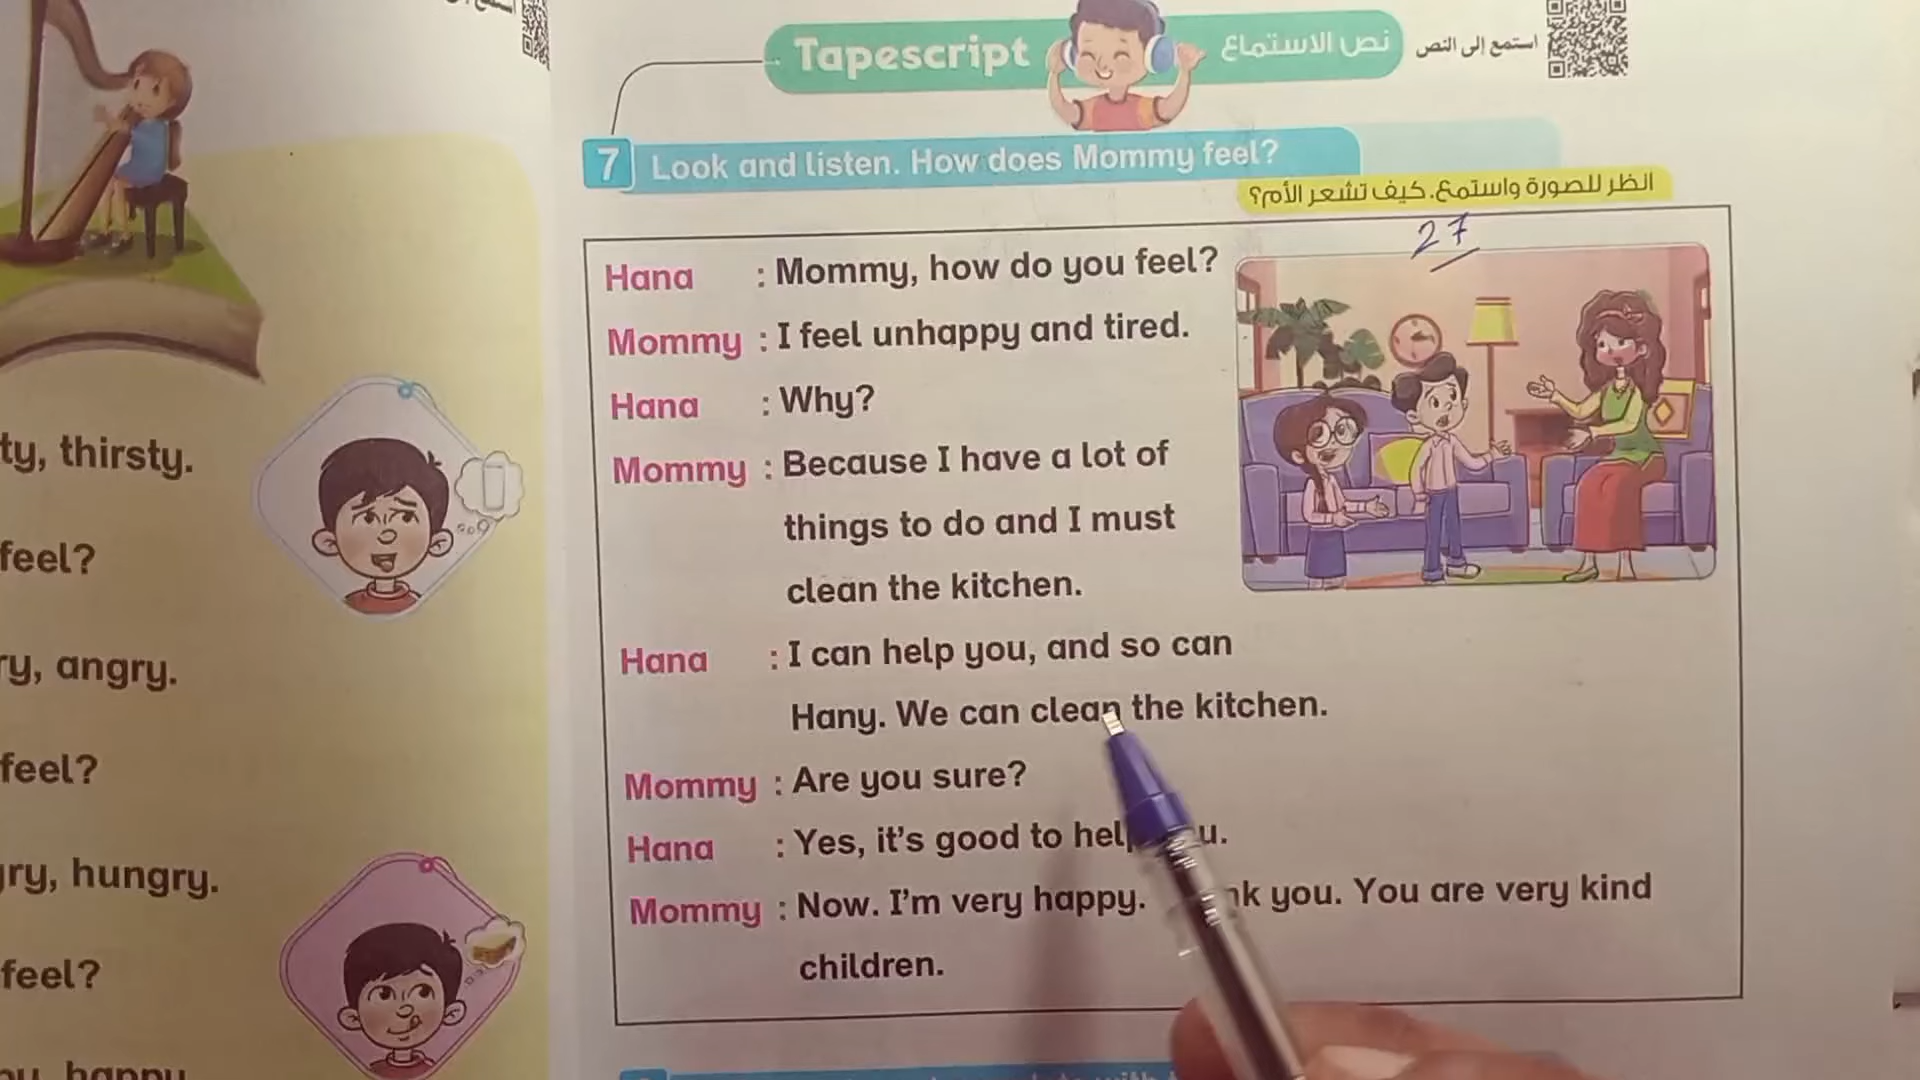 ty, thirsty.
feel?
ry, angry.
feel?
gry, hungry.
feel?
happy
Tapescript
نص الاستماع
استمع إلى النص
7 Look and listen. How does Mommy feel?
انظر للصورة واستمع. كيف تشعر الأم؟
27
Hana : Mommy, how do you feel?
Mommy : I feel unhappy and tired.
Hana : Why?
Mommy : Because I have a lot of
things to do and I must
clean the kitchen.
Hana : I can help you, and so can
Hany. We can clean the kitchen.
Mommy : Are you sure?
Hana : Yes, it's good to hel u.
Mommy : Now. I'm very happy. nk you. You are very kind
children.